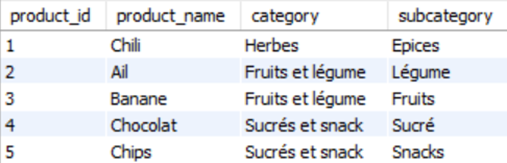 product_id product_name category subcategory
1 Chili Herbes Epices
2 Ail Fruits et légume Légume
3 Banane Fruits et légume Fruits
4 Chocolat Sucrés et snack Sucré
5 Chips Sucrés et snack Snacks